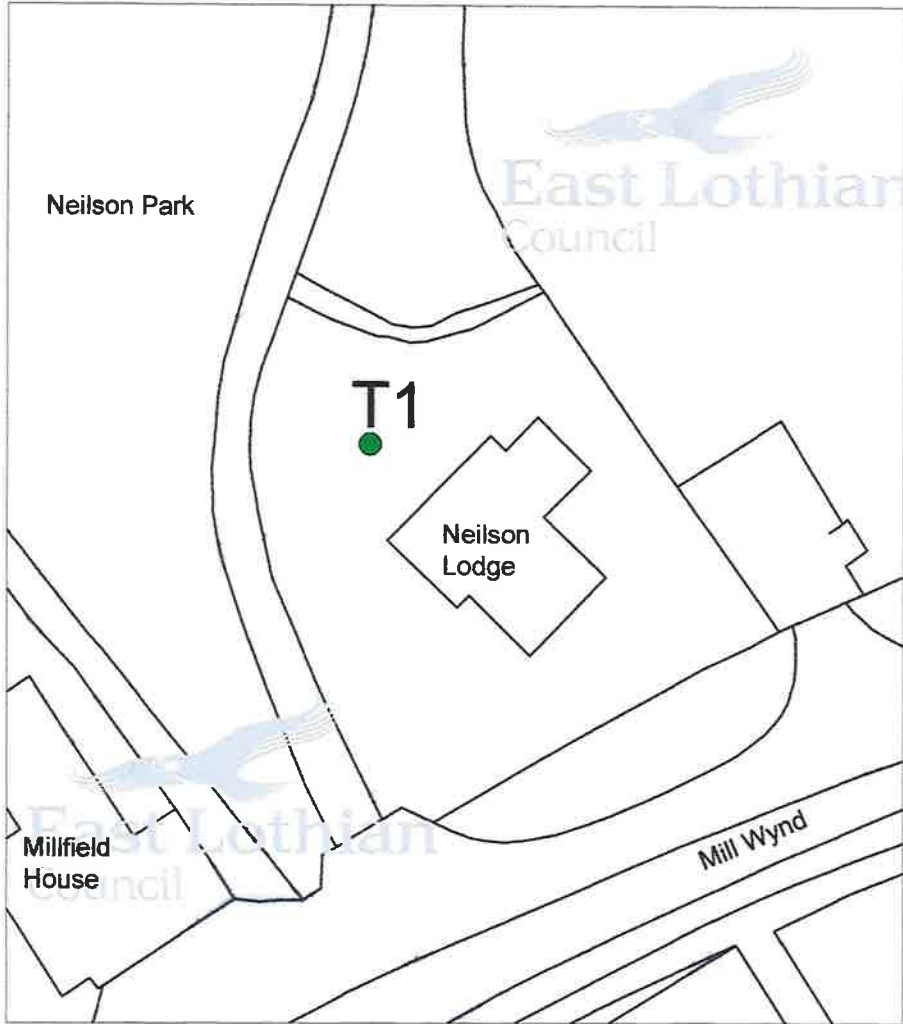 East Lothian
Council
Neilson Park
T1
Neilson
Lodge
East Lothian
Council
Millfield
House
Mill Wynd